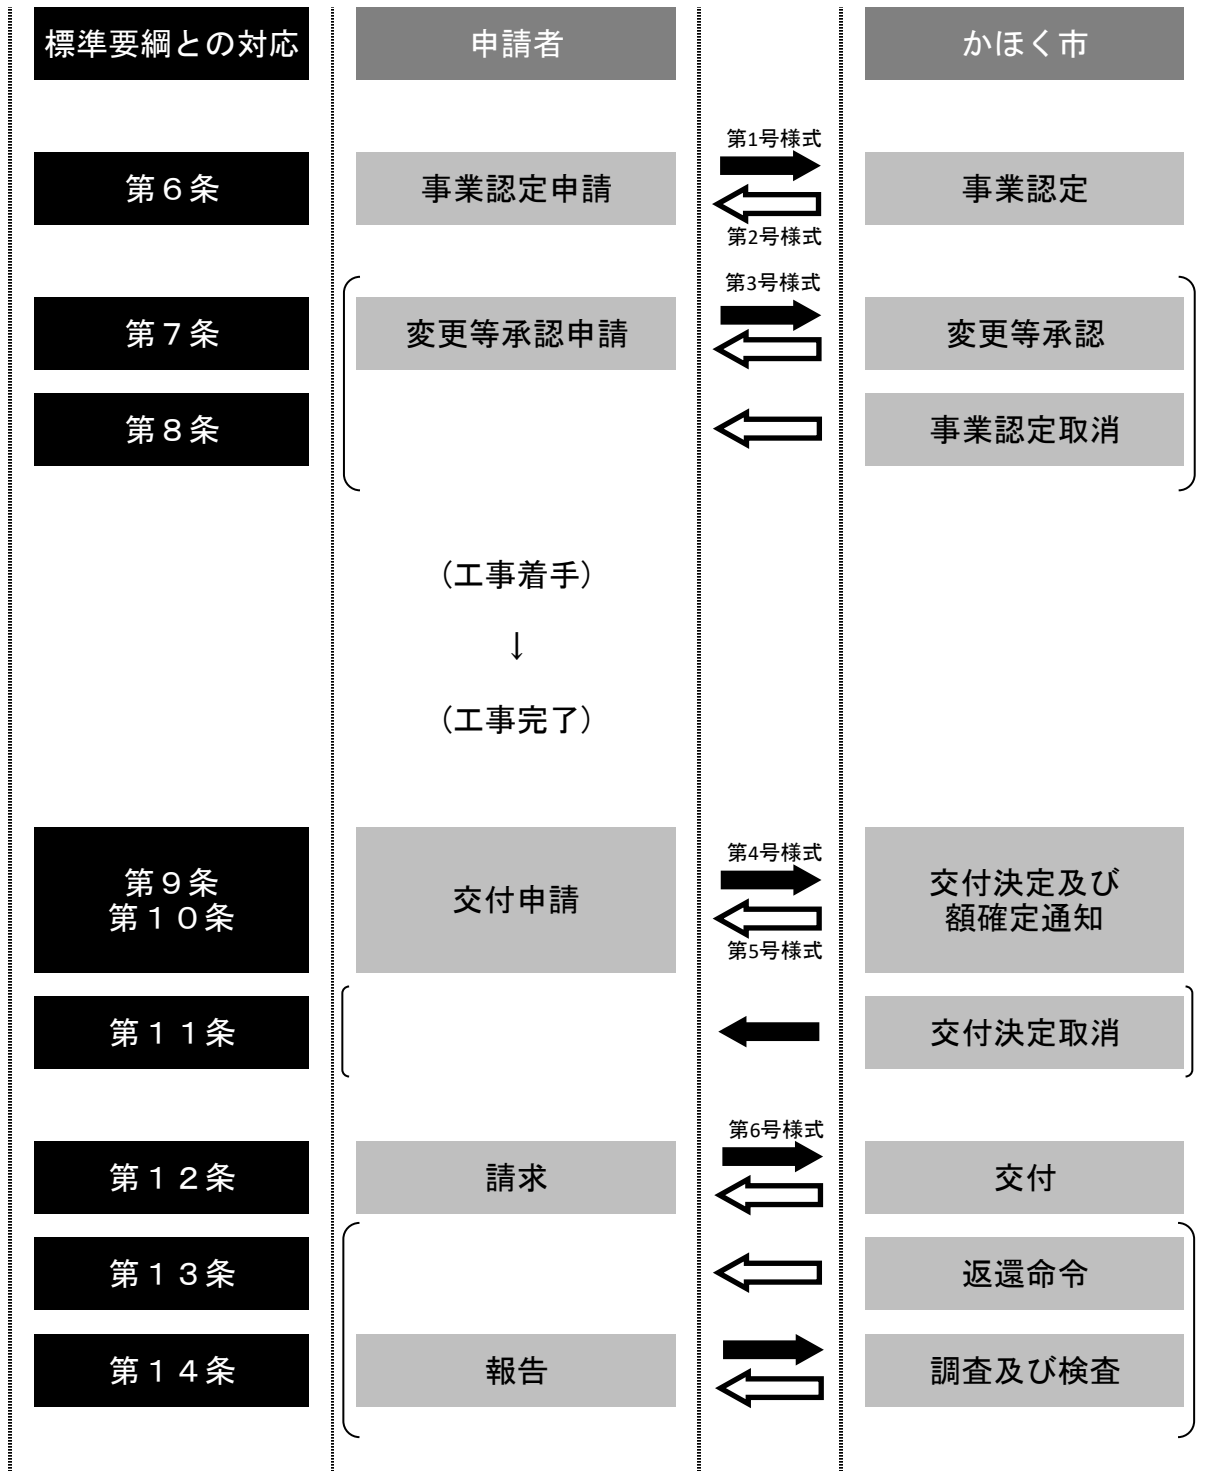 標準要綱との対応
申請者
かほく市
第1号様式
第６条
事業認定申請
事業認定
第2号様式
第3号様式
第７条
変更等承認申請
変更等承認
第８条
事業認定取消
（工事着手）
↓
（工事完了）
第4号様式
第９条
第１０条
交付申請
交付決定及び
額確定通知
第5号様式
第１１条
交付決定取消
第6号様式
第１２条
請求
交付
第１３条
返還命令
第１４条
報告
調査及び検査